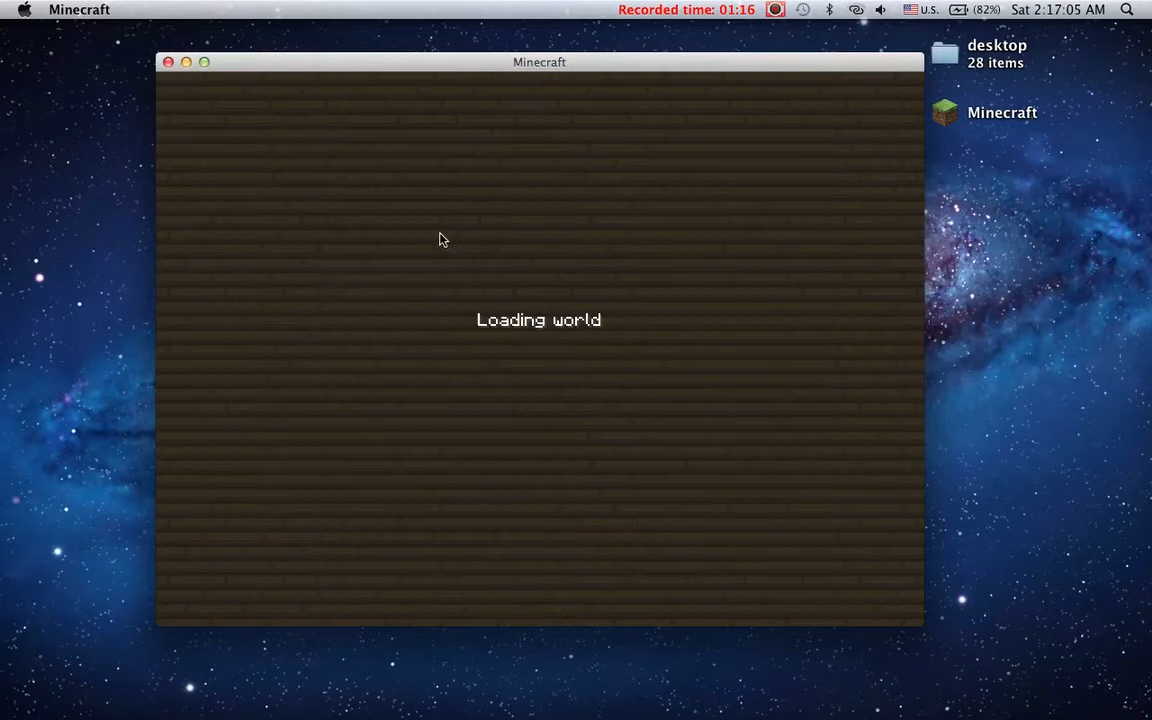 Minecraft
Recorded time: 01:16
U.S.
(82%)
Sat 2:17:05 AM
Minecraft
desktop
28 items
Minecraft
Loading world